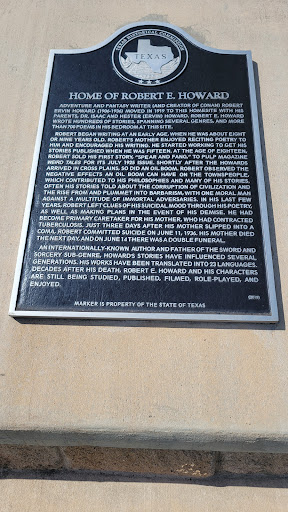 TEXAS
HOME OF ROBERT E. HOWARD
ADVENTURE AND FANTASY WRITER (AND CREATOR OF CONAN) ROBERT
ERVIN HOWARD (1906-1936) MOVED IN 1919 TO THIS HOMESITE WITH HIS
PARENTS, DR. ISAAC AND HESTER (ERVIN) HOWARD. ROBERT E. HOWARD
WROTE HUNDREDS OF STORIES, SPANNING SEVERAL GENRES, AND MORE
THAN 700 POEMS IN HIS BEDROOM AT THIS SITE.
ROBERT BEGAN WRITING AT AN EARLY AGE, WHEN HE WAS ABOUT EIGHT
OR NINE YEARS OLD. ROBERT'S MOTHER ENJOYED RECITING POETRY TO
HIM AND ENCOURAGED HIS WRITING. HE STARTED WORKING TO GET HIS
STORIES PUBLISHED WHEN HE WAS FIFTEEN. AT THE AGE OF EIGHTEEN,
ROBERT SOLD HIS FIRST STORY, "SPEAR AND FANG," TO PULP MAGAZINE
WEIRD TALES FOR ITS JULY 1925 ISSUE. SHORTLY AFTER THE HOWARDS
ARRIVED IN CROSS PLAINS, SO DID AN OIL BOOM. ROBERT OBSERVED THE
NEGATIVE EFFECTS AN OIL BOOM CAN HAVE ON THE TOWNSPEOPLE,
WHICH CONTRIBUTED TO HIS PHILOSOPHIES AND MANY OF HIS STORIES.
OFTEN HIS STORIES TOLD ABOUT THE CORRUPTION OF CIVILIZATION AND
THE RISE FROM AND PLUMMET INTO BARBARISM, WITH ONE MORAL MAN
AGAINST A MULTITUDE OF IMMORTAL ADVERSARIES. IN HIS LAST FEW
YEARS, ROBERT LEFT CLUES OF HIS SUICIDAL MOOD THROUGH HIS POETRY,
AS WELL AS MAKING PLANS IN THE EVENT OF HIS DEMISE. HE HAD
BECOME PRIMARY CARETAKER FOR HIS MOTHER, WHO HAD CONTRACTED
TUBERCULOSIS. JUST THREE DAYS AFTER HIS MOTHER SLIPPED INTO A
COMA, ROBERT COMMITTED SUICIDE ON JUNE 11, 1936. HIS MOTHER DIED
THE NEXT DAY, AND ON JUNE 14 THERE WAS A DOUBLE FUNERAL.
AN INTERNATIONALLY-KNOWN AUTHOR AND FATHER OF THE SWORD AND
SORCERY SUB-GENRE, HOWARD'S STORIES HAVE INFLUENCED SEVERAL
GENERATIONS. HIS WORKS HAVE BEEN TRANSLATED INTO 23 LANGUAGES.
DECADES AFTER HIS DEATH, ROBERT E. HOWARD AND HIS CHARACTERS
ARE STILL BEING STUDIED, PUBLISHED, FILMED, ROLE-PLAYED, AND
ENJOYED.
MARKER IS PROPERTY OF THE STATE OF TEXAS